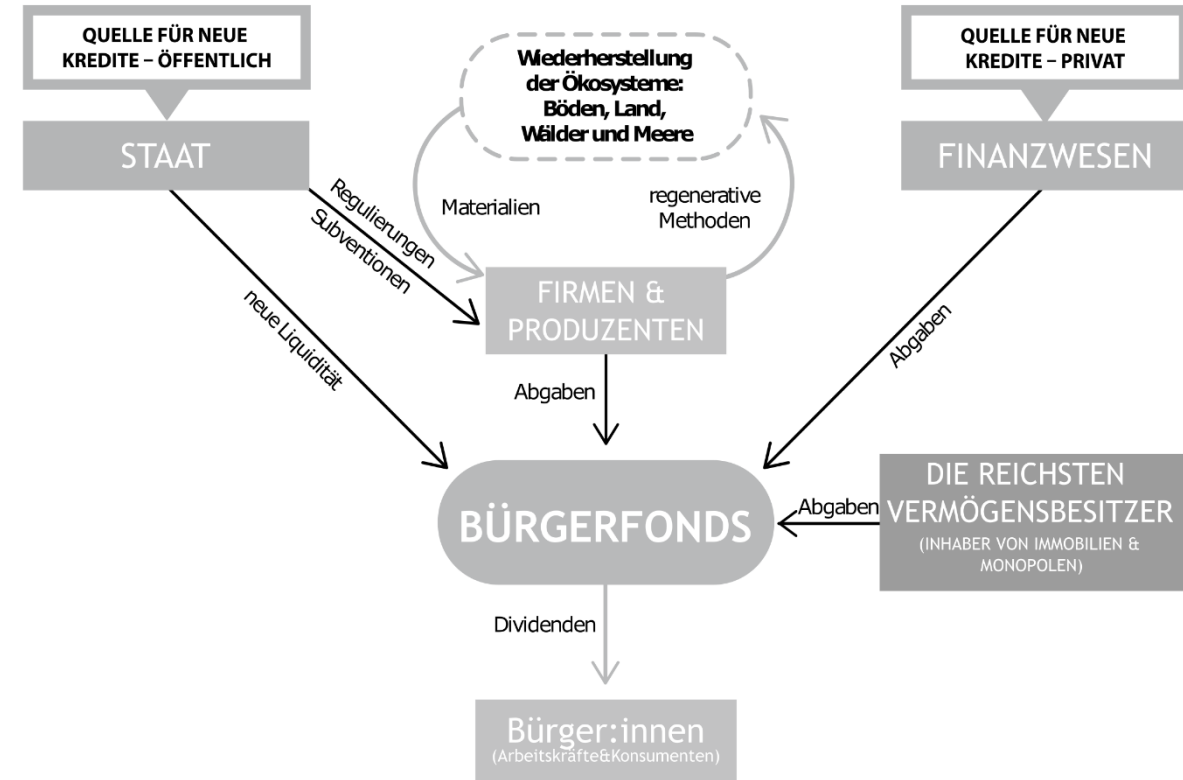 QUELLE FÜR NEUE
KREDITE – ÖFFENTLICH
STAAT
Wiederherstellung
der Ökosysteme:
Böden, Land,
Wälder und Meere
QUELLE FÜR NEUE
KREDITE – PRIVAT
FINANZWESEN
Regulierungen
Subventionen
Materialien
regenerative
Methoden
FIRMEN &
PRODUZENTEN
neue Liquidität
Abgaben
Abgaben
BÜRGERFONDS
Abgaben
DIE REICHSTEN
VERMÖGENSBESITZER
(INHABER VON IMMOBILIEN &
MONOPOLEN)
Dividenden
Bürger:innen
(Arbeitskräfte&Konsumenten)